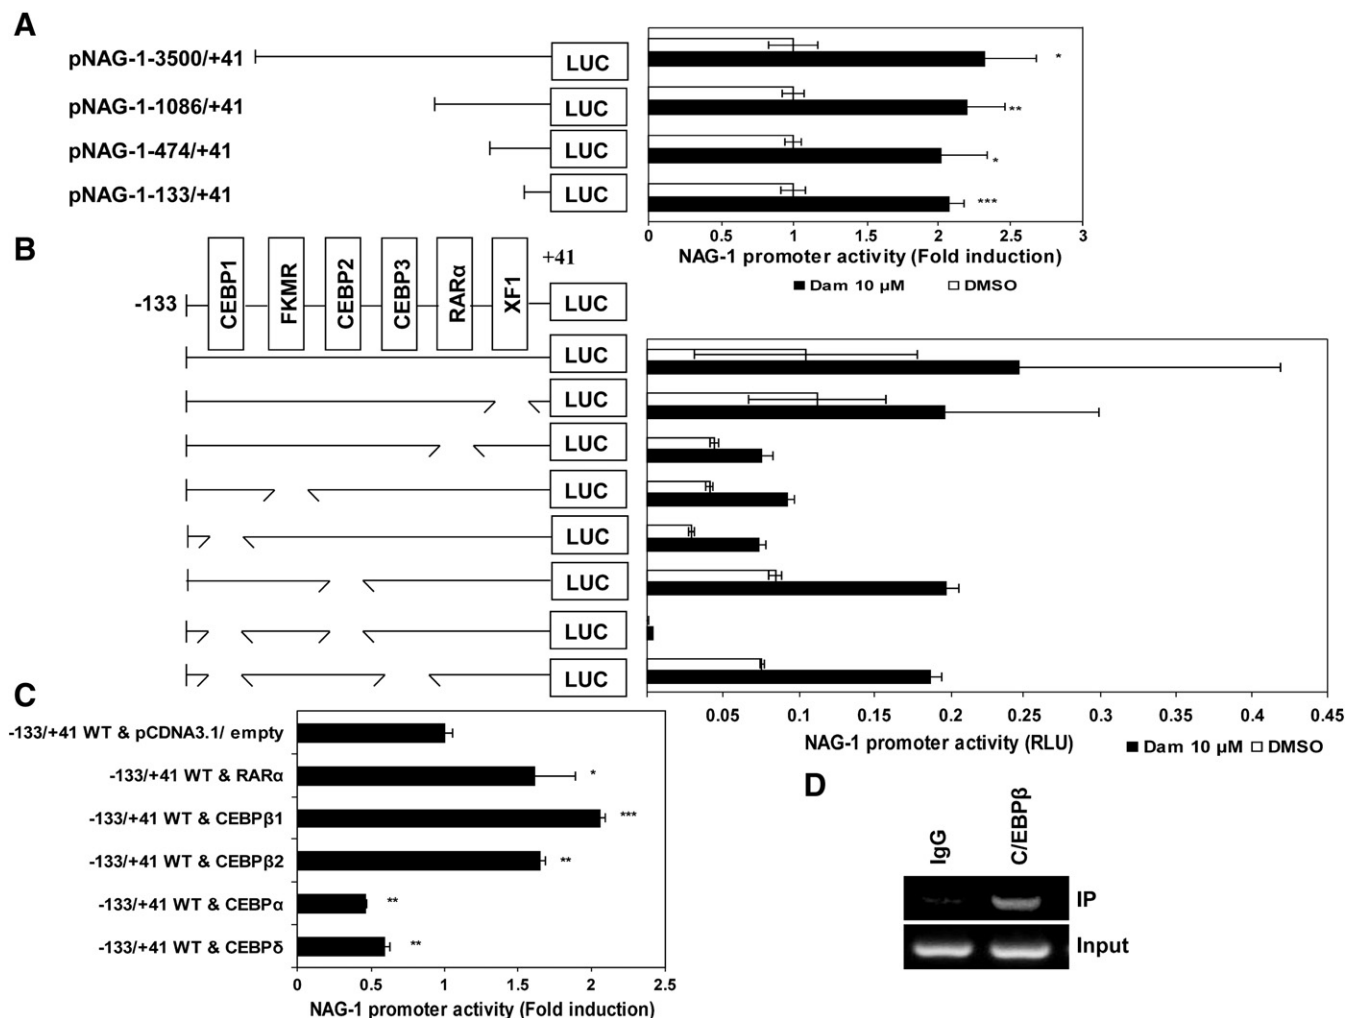 A
pNAG-1-3500/+41
LUC
*
pNAG-1-1086/+41
LUC
**
pNAG-1-474/+41
LUC
*
pNAG-1-133/+41
LUC
***
0 0.5 1 1.5 2 2.5 3
NAG-1 promoter activity (Fold induction)
Dam 10 µM DMSO
B
-133
CEBP1
FKMR
CEBP2
CEBP3
RARα
XF1
+41
LUC
LUC
LUC
LUC
LUC
LUC
LUC
LUC
LUC
0.05 0.1 0.15 0.2 0.25 0.3 0.35 0.4 0.45
NAG-1 promoter activity (RLU)
Dam 10 µM DMSO
C
-133/+41 WT & pCDNA3.1/ empty
-133/+41 WT & RARα *
-133/+41 WT & CEBPβ1 ***
-133/+41 WT & CEBPβ2 **
-133/+41 WT & CEBPα **
-133/+41 WT & CEBPδ **
0 0.5 1 1.5 2 2.5
NAG-1 promoter activity (Fold induction)
D
IgG
C/EBPβ
IP
Input